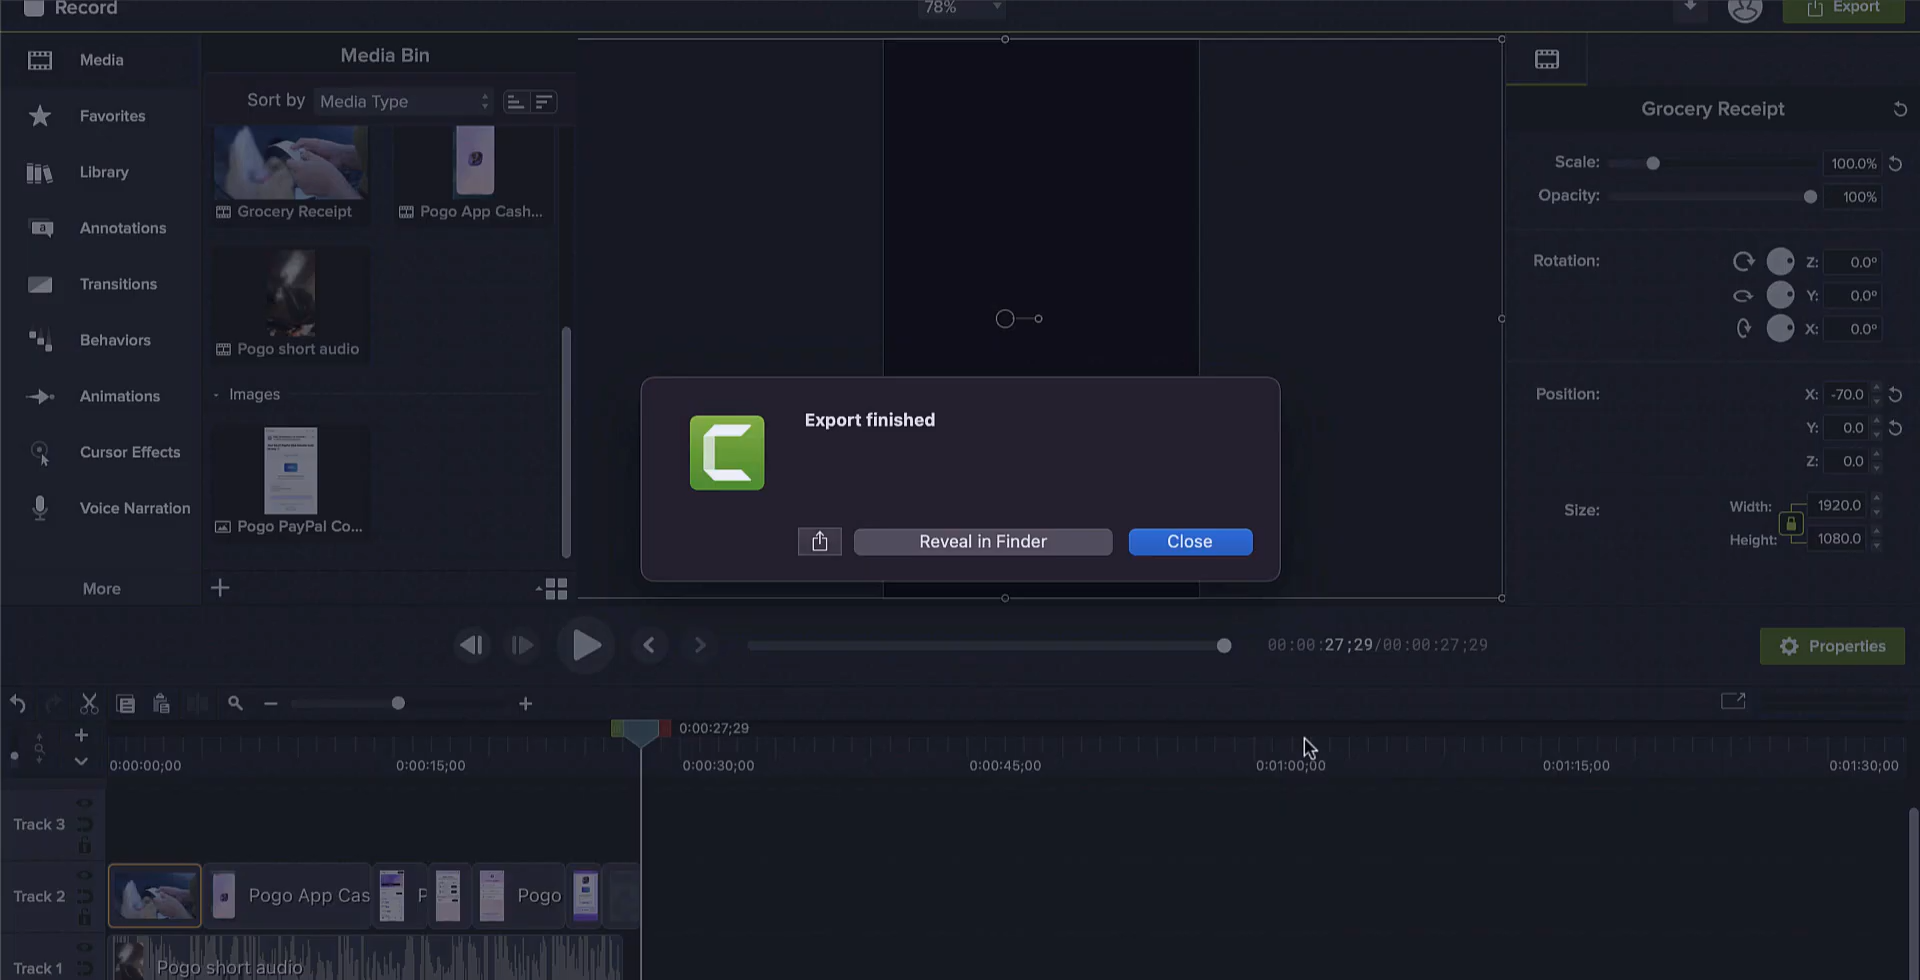 Record
78%
Export
Media
Favorites
Library
Annotations
Transitions
Behaviors
Animations
Cursor Effects
Voice Narration
More
Media Bin
Sort by Media Type
Grocery Receipt
Pogo App Cash...
Pogo short audio
- Images
Pogo PayPal Co...
Export finished
Reveal in Finder
Close
Grocery Receipt
Scale: 100.0%
Opacity: 100%
Rotation: Z: 0.0º
Y: 0.0º
X: 0.0º
Position: X: -70.0
Y: 0.0
Z: 0.0
Size: Width: 1920.0
Height: 1080.0
00:00:27;29/00:00:27;29
Properties
0:00:27;29
0:00:00;00 0:00:15;00 0:00:30;00 0:00:45;00 0:01:00;00 0:01:15;00 0:01:30;00
Track 3
Track 2
Pogo App Cas
P
Pogo
Track 1
Pogo short audio